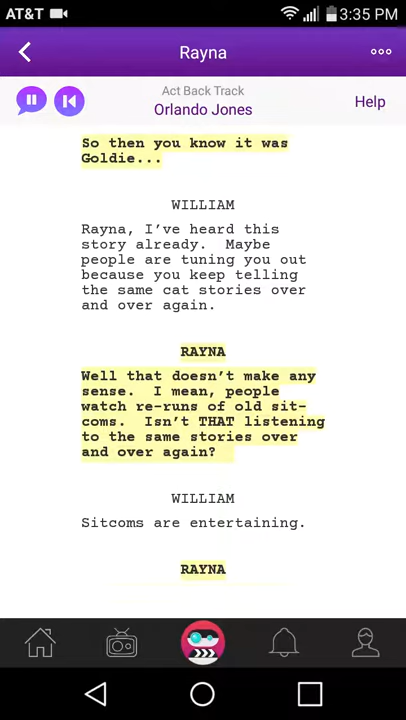 AT&T
3:35 PM
Rayna
Act Back Track
Orlando Jones
Help
So then you know it was
Goldie...
WILLIAM
Rayna, I've heard this
story already. Maybe
people are tuning you out
because you keep telling
the same cat stories over
and over again.
RAYNA
Well that doesn't make any
sense. I mean, people
watch re-runs of old sit-
coms. Isn't THAT listening
to the same stories over
and over again?
WILLIAM
Sitcoms are entertaining.
RAYNA